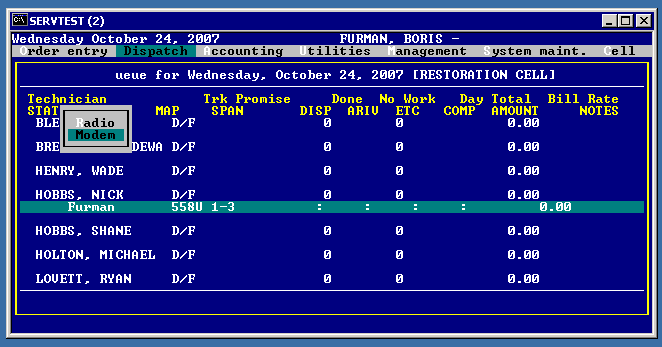 SERVTEST (2)
Wednesday October 24, 2007 FURMAN, BORIS -
Order entry Dispatch Accounting Utilities Management System maint. Cell
ueue for Wednesday, October 24, 2007 [RESTORATION CELL]
Technician Trk Promise Done No Work Day Total Bill Rate
STAT MAP SPAN DISP ARIV ETC COMP AMOUNT NOTES
BLE D/F 0 0 0.00
Radio
Modem
BRE DEWA D/F 0 0 0.00
HENRY, WADE D/F 0 0 0.00
HOBBS, NICK D/F 0 0 0.00
Furman 558U 1-3 : : : : 0.00
HOBBS, SHANE D/F 0 0 0.00
HOLTON, MICHAEL D/F 0 0 0.00
LOVETT, RYAN D/F 0 0 0.00